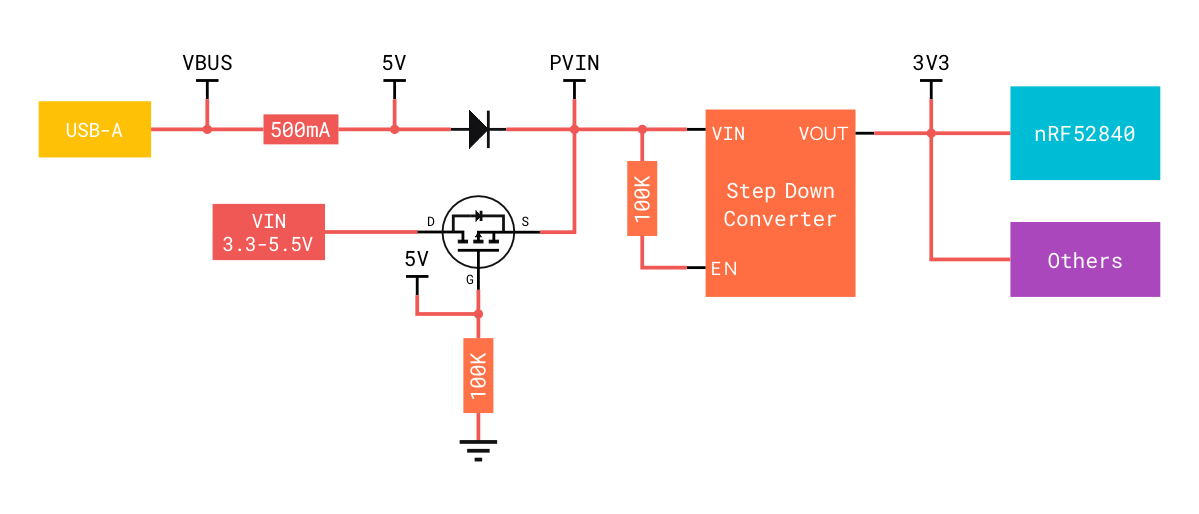 VBUS
5V
PVIN
3V3
USB-A
500mA
VIN
VOUT
nRF52840
Step Down
Converter
100K
EN
Others
VIN
3.3-5.5V
D
S
G
5V
100K